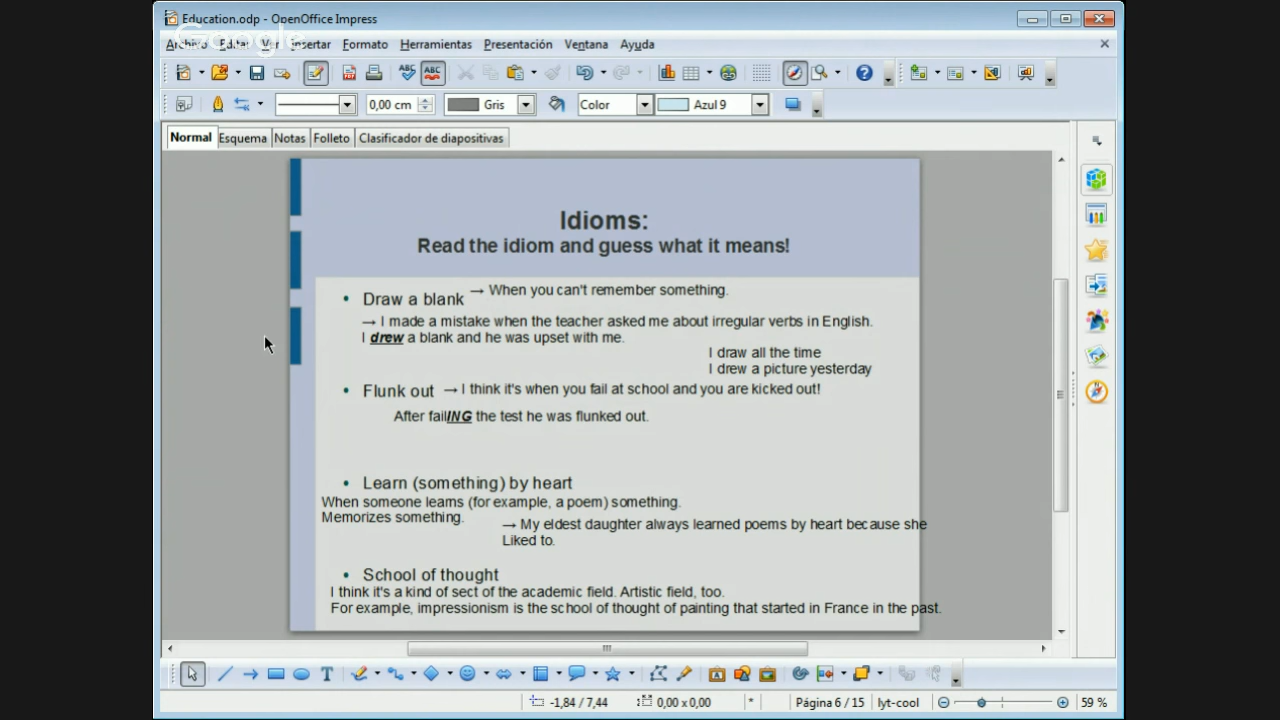 Education.odp - OpenOffice Impress
Google
Archivo Editar Ver Insertar Formato Herramientas Presentación Ventana Ayuda
0,00 cm Gris Color Azul 9
Normal Esquema Notas Folleto Clasificador de diapositivas
Idioms:
Read the idiom and guess what it means!
• Draw a blank → When you can't remember something.
→ I made a mistake when the teacher asked me about irregular verbs in English.
I drew a blank and he was upset with me.
I draw all the time
I drew a picture yesterday
• Flunk out → I think it's when you fail at school and you are kicked out!
After failING the test he was flunked out.
• Learn (something) by heart
When someone learns (for example, a poem) something.
Memorizes something.
→ My eldest daughter always learned poems by heart because she
Liked to.
• School of thought
I think it's a kind of sect of the academic field. Artistic field, too.
For example, impressionism is the school of thought of painting that started in France in the past.
-1,84 / 7,44 0,00 x 0,00 * Página 6 / 15 lyt-cool 59 %